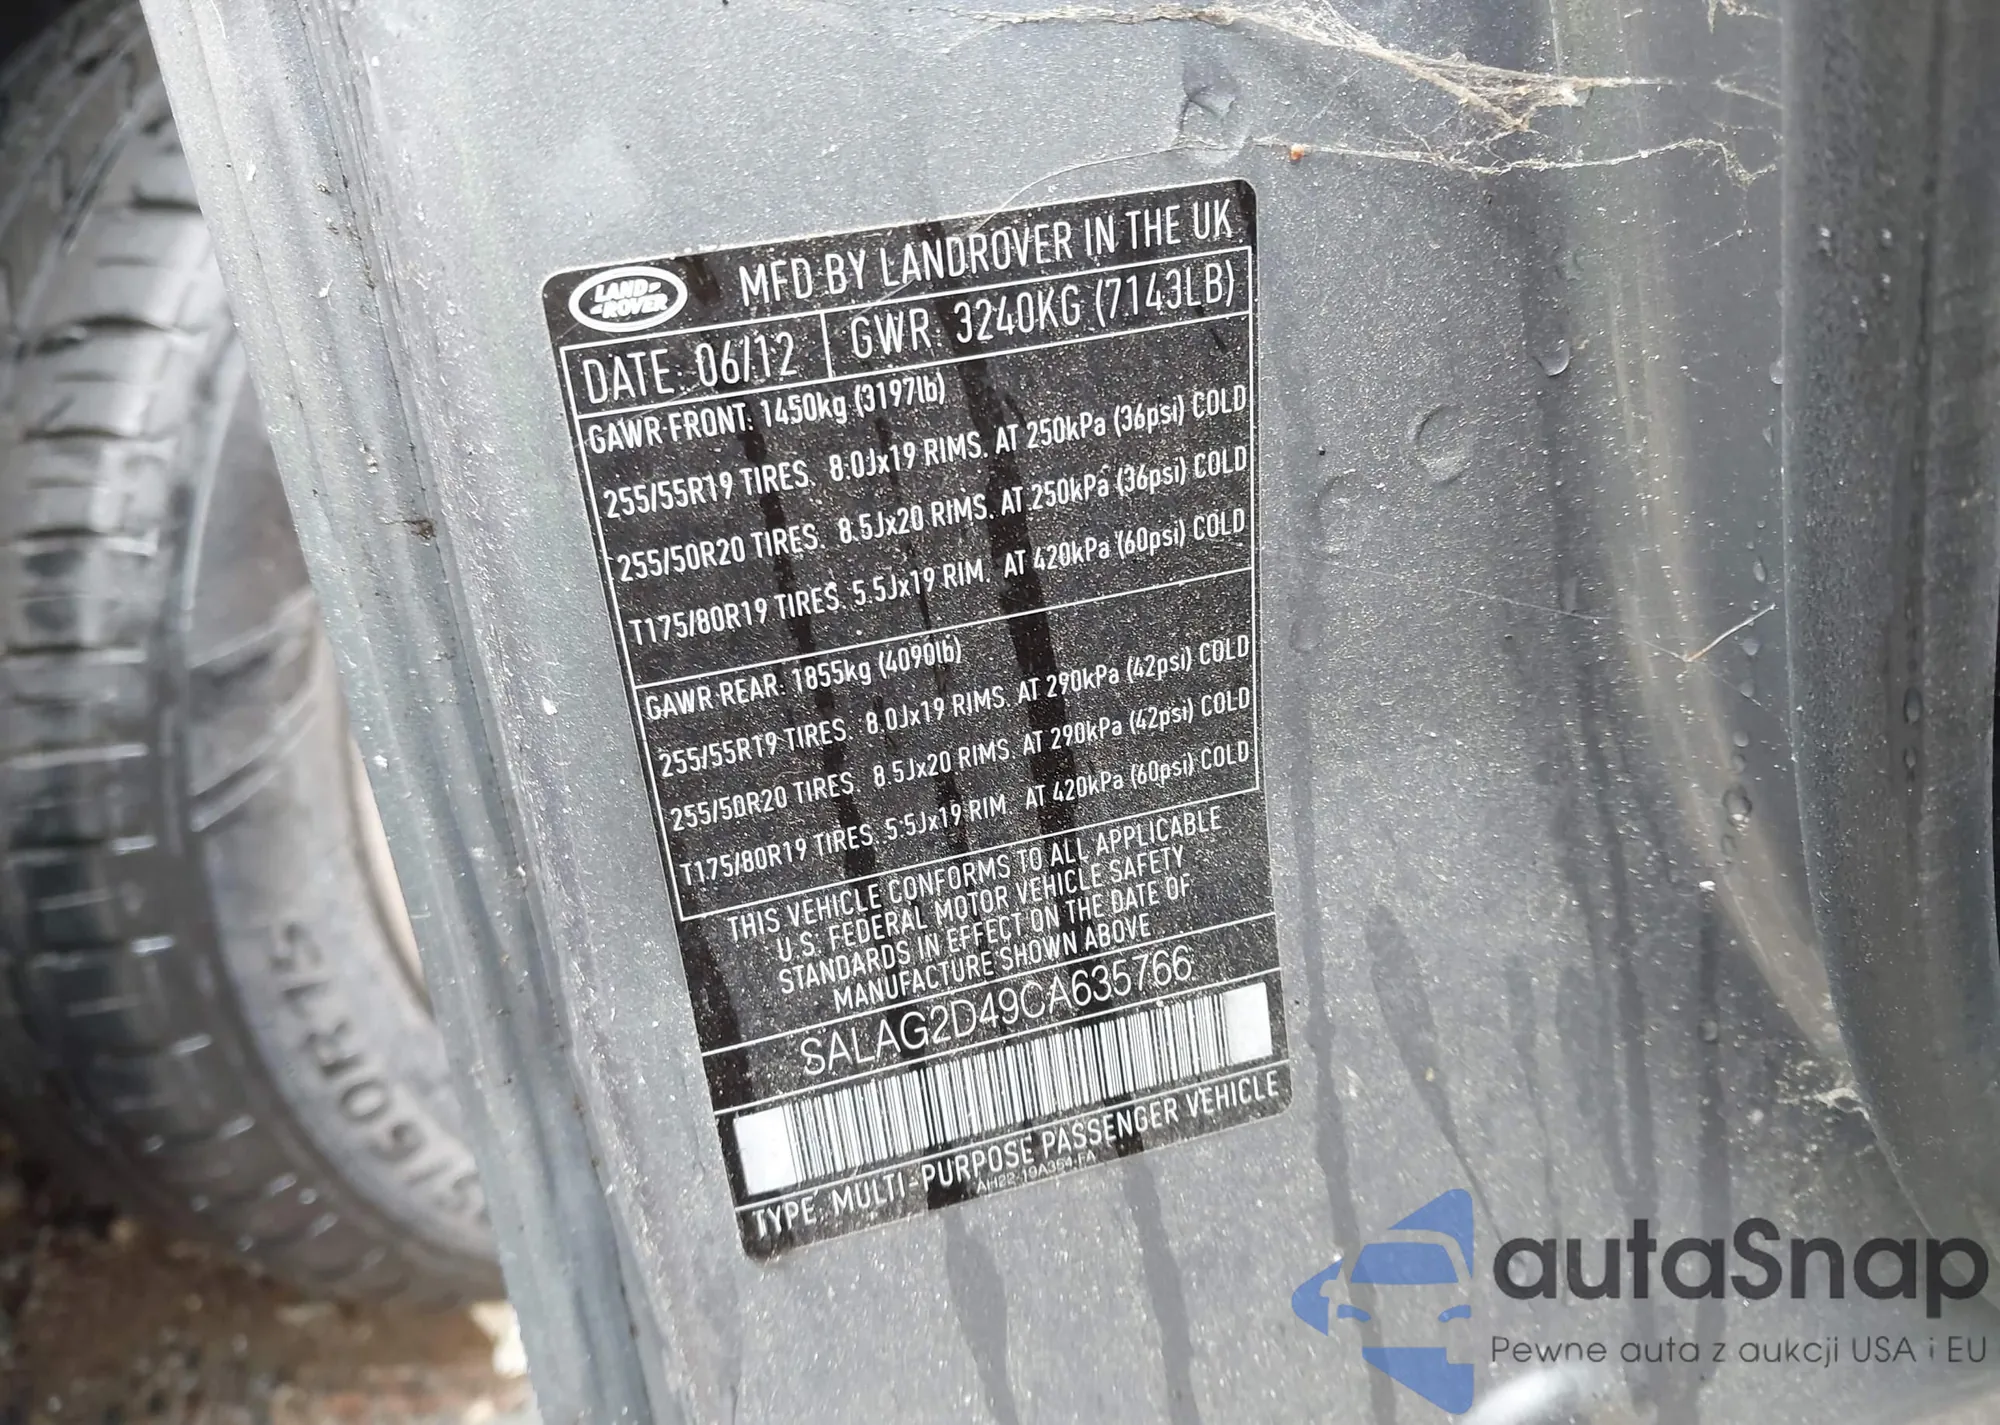 LAND-
-ROVER
MFD BY LANDROVER IN THE UK
DATE: 06/12 GWR 3240KG (7143LB)
GAWR FRONT: 1450kg (3197lb)
255/55R19 TIRES. 8.0Jx19 RIMS. AT 250kPa (36psi) COLD
255/50R20 TIRES. 8.5Jx20 RIMS. AT 250kPa (36psi) COLD
T175/80R19 TIRES. 5.5Jx19 RIM. AT 420kPa (60psi) COLD
GAWR REAR: 1855kg (4090lb)
255/55R19 TIRES. 8.0Jx19 RIMS. AT 290kPa (42psi) COLD
255/50R20 TIRES. 8.5Jx20 RIMS. AT 290kPa (42psi) COLD
T175/80R19 TIRES. 5.5Jx19 RIM. AT 420kPa (60psi) COLD
THIS VEHICLE CONFORMS TO ALL APPLICABLE
U.S. FEDERAL MOTOR VEHICLE SAFETY
STANDARDS IN EFFECT ON THE DATE OF
MANUFACTURE SHOWN ABOVE
SALAG2D49CA635766
TYPE: MULTI-PURPOSE PASSENGER VEHICLE
AH22-19A354-FA
60R15
autaSnap
Pewne auta z aukcji USA i EU